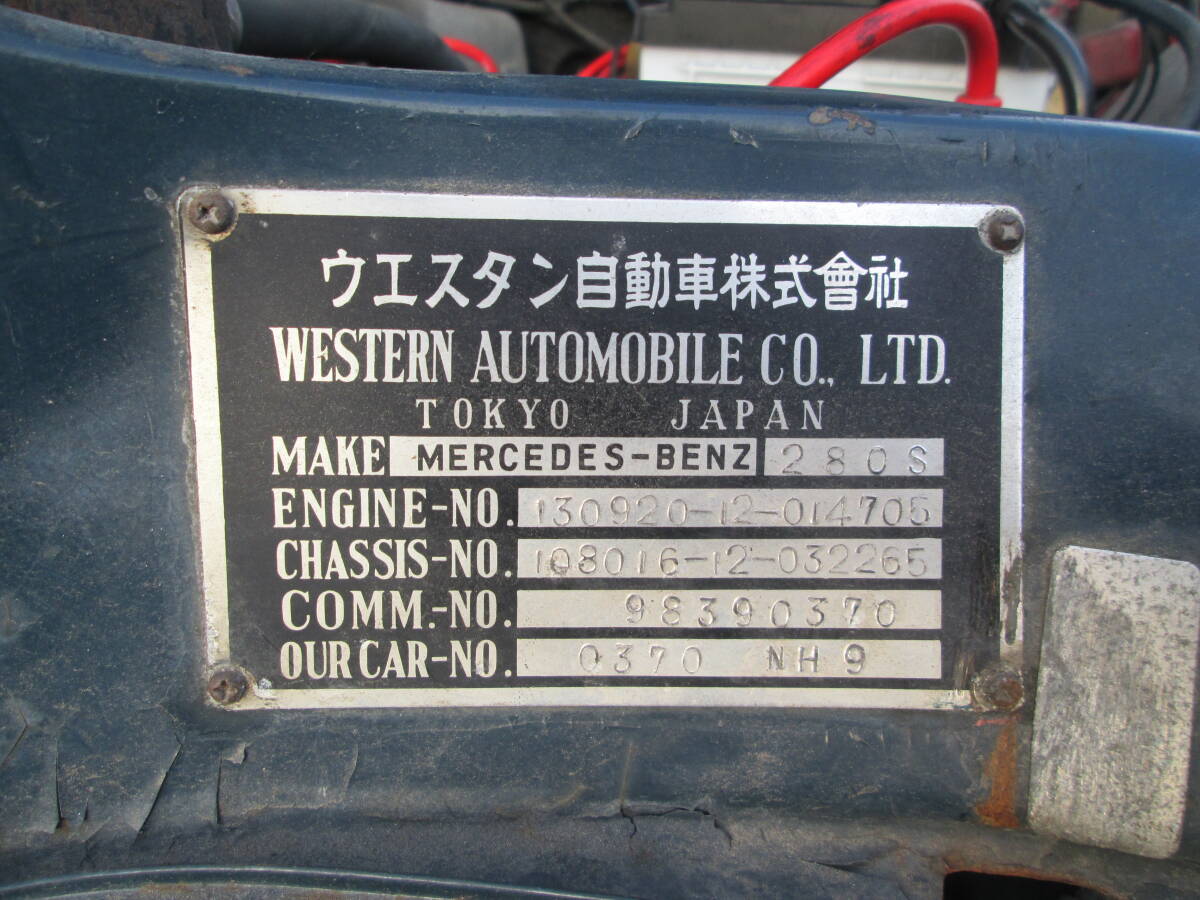 ウエスタン自動車株式會社
WESTERN AUTOMOBILE CO., LTD.
TOKYO JAPAN
MAKE MERCEDES-BENZ 280S
ENGINE-NO. 130920-12-014705
CHASSIS-NO. 108016-12-032265
COMM.-NO. 98390370
OUR CAR-NO. 0370 NH9